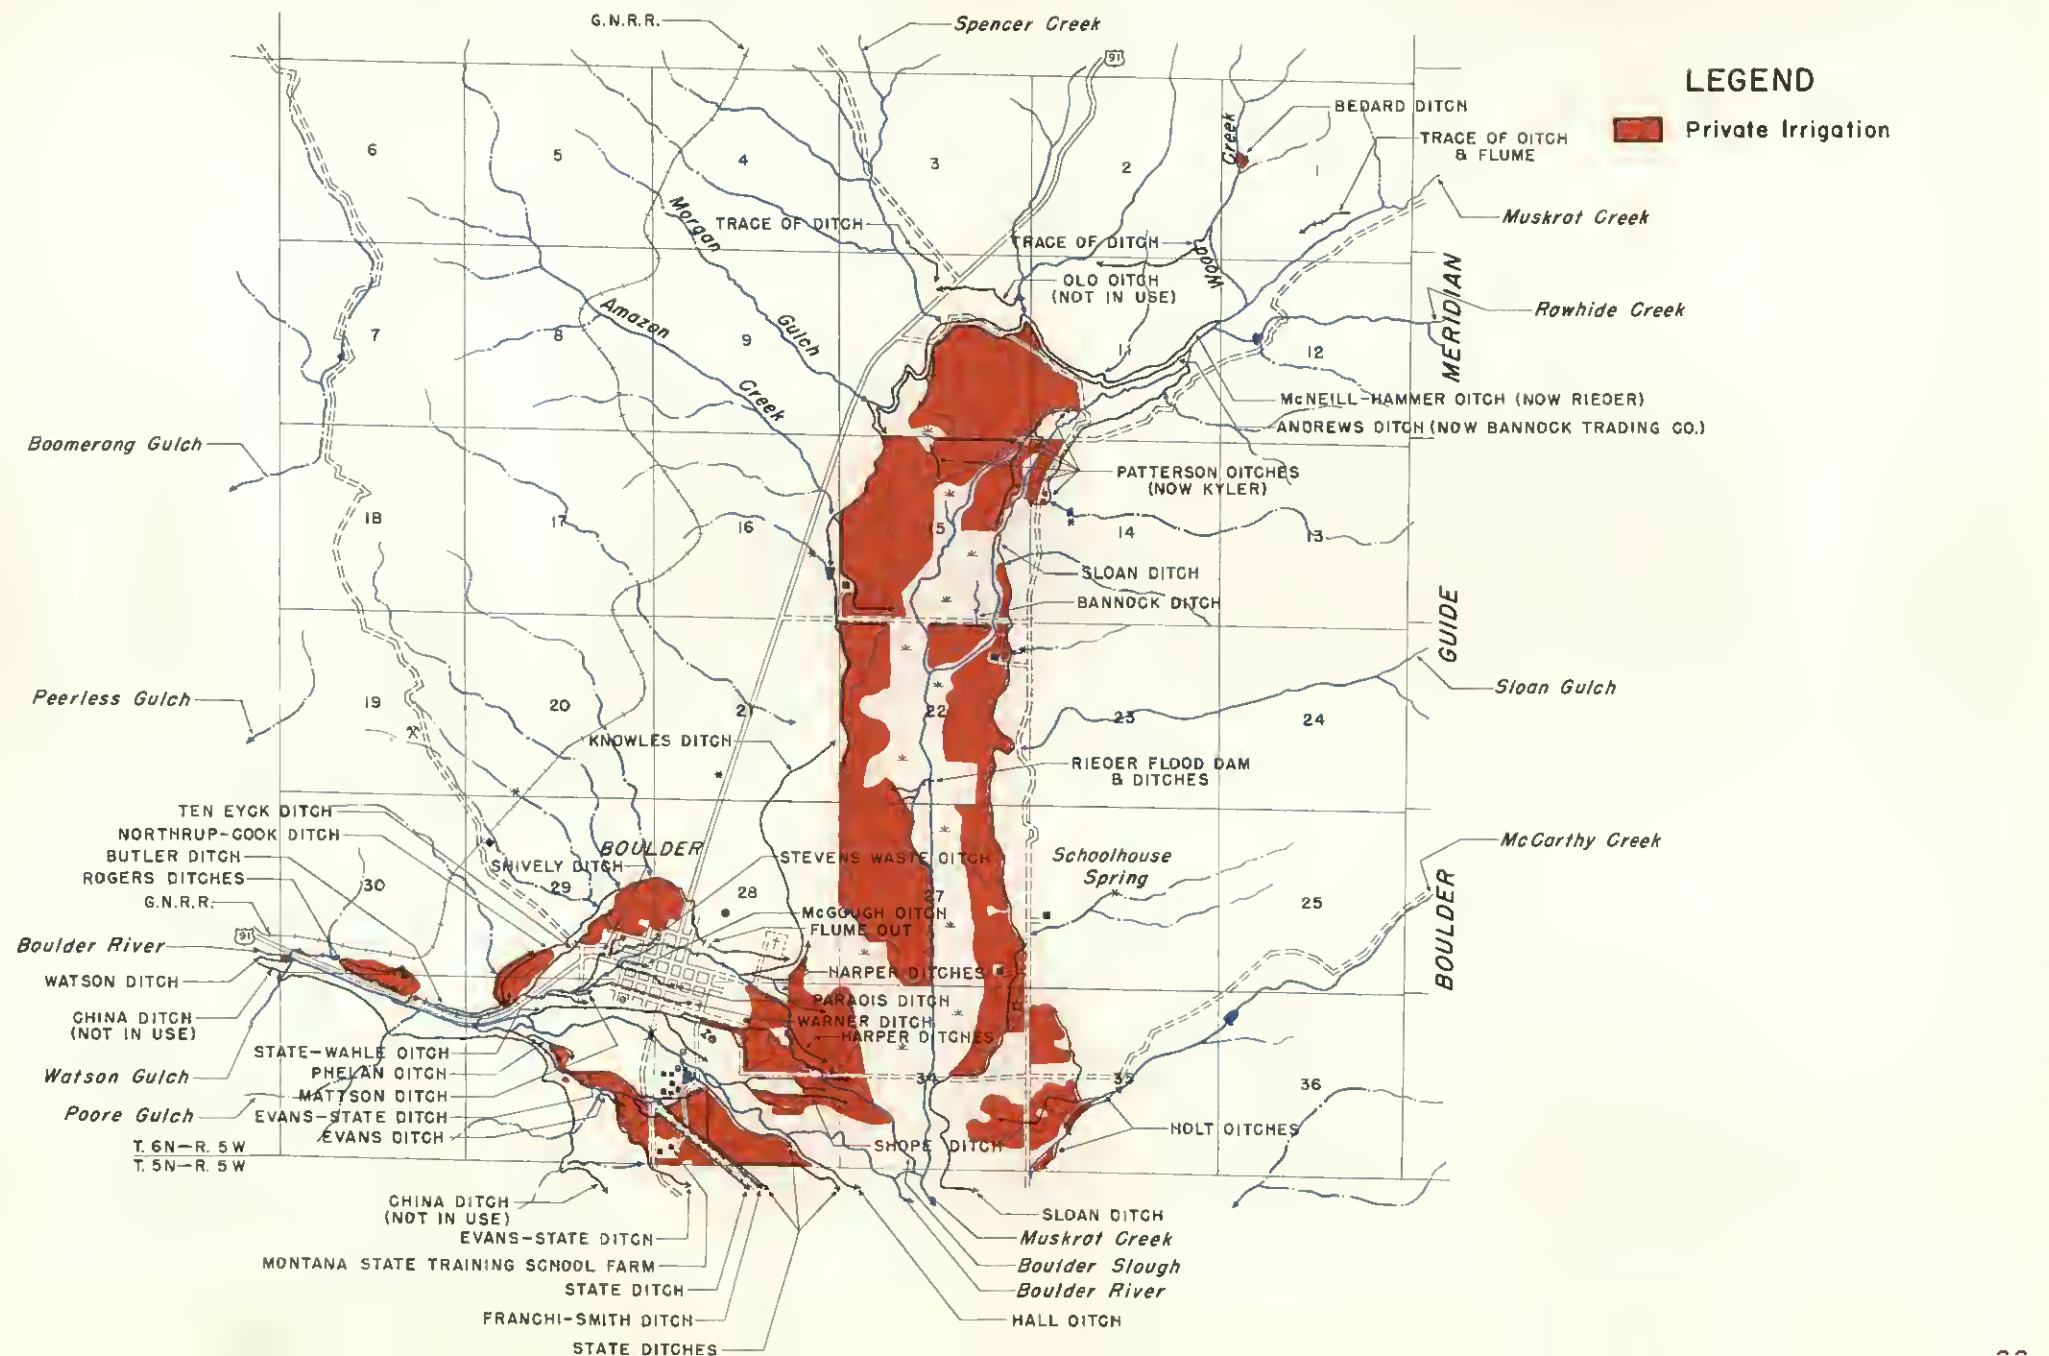 G.N.R.R.
Spencer Creek
91
LEGEND
Private Irrigation
BEDARD DITCH
TRACE OF DITCH
& FLUME
Creek
Wood
Muskrat Creek
6
5
4
3
2
1
Morgan
Gulch
TRACE OF DITCH
TRACE OF DITCH
OLD DITCH
(NOT IN USE)
MERIDIAN
Rawhide Creek
Amazon
Creek
7
8
9
11
12
McNEILL-HAMMER DITCH (NOW RIEDER)
ANDREWS DITCH (NOW BANNOCK TRADING CO.)
Boomerang Gulch
PATTERSON DITCHES
(NOW KYLER)
18
17
16
15
14
13
SLOAN DITCH
BANNOCK DITCH
GUIDE
Peerless Gulch
Sloan Gulch
19
20
21
22
23
24
KNOWLES DITCH
RIEDER FLOOD DAM
& DITCHES
TEN EYCK DITCH
NORTHRUP-COOK DITCH
BUTLER DITCH
ROGERS DITCHES
G.N.R.R.
BOULDER
SHIVELY DITCH
STEVENS WASTE DITCH
Schoolhouse
Spring
McCarthy Creek
30
29
28
27
25
McGOUGH DITCH
FLUME OUT
BOULDER
91
Boulder River
WATSON DITCH
HARPER DITCHES
PARADIS DITCH
WARNER DITCH
HARPER DITCHES
CHINA DITCH
(NOT IN USE)
STATE-WAHLE DITCH
PHELAN DITCH
Watson Gulch
MATTSON DITCH
Poore Gulch
EVANS-STATE DITCH
EVANS DITCH
34
35
36
SHOPE DITCH
HOLT DITCHES
T. 6N-R. 5W
T. 5N-R. 5W
CHINA DITCH
(NOT IN USE)
EVANS-STATE DITCH
MONTANA STATE TRAINING SCHOOL FARM
STATE DITCH
FRANCHI-SMITH DITCH
STATE DITCHES
SLOAN DITCH
Muskrat Creek
Boulder Slough
Boulder River
HALL DITCH